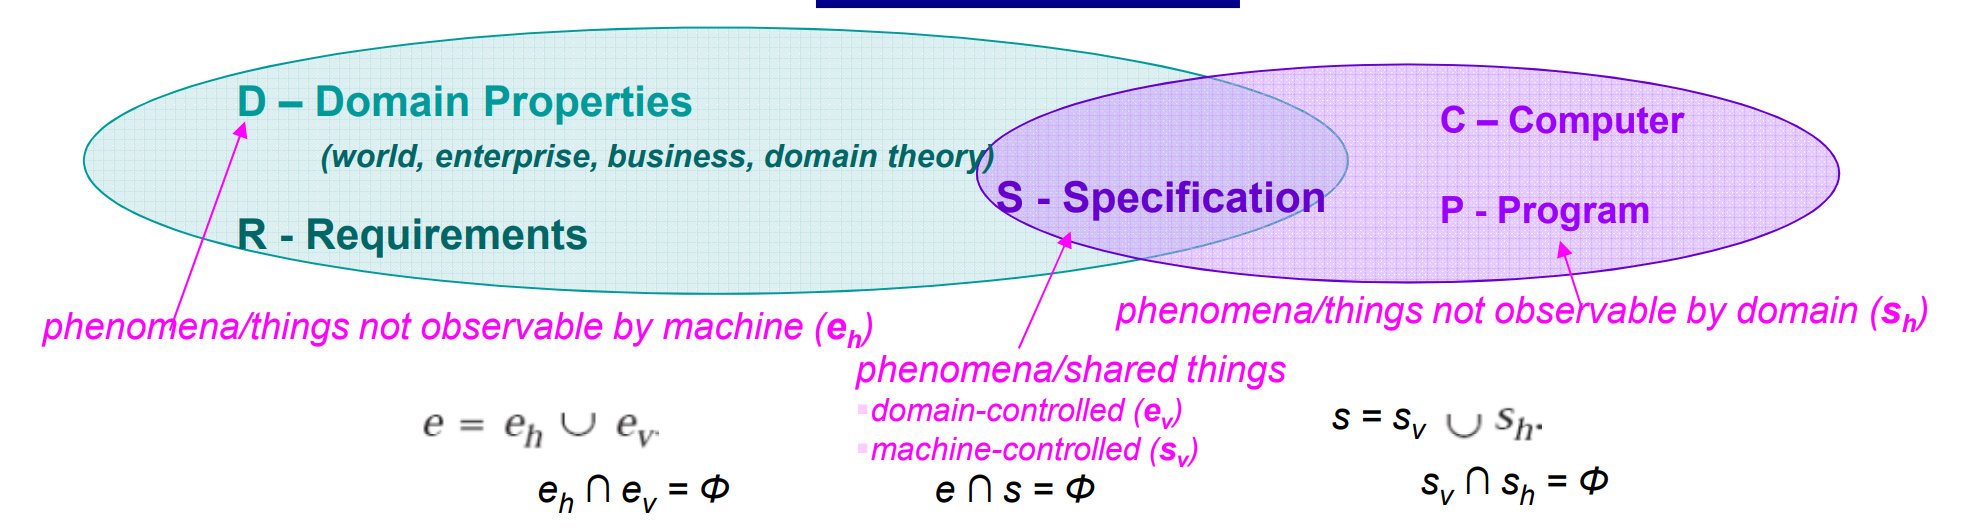 D – Domain Properties
(world, enterprise, business, domain theory)
R - Requirements
S - Specification
C – Computer
P - Program
phenomena/things not observable by machine (eh)
phenomena/things not observable by domain (sh)
phenomena/shared things
▪domain-controlled (ev)
▪machine-controlled (sv)
e = eh ∪ ev.
s = sv ∪ sh.
eh ∩ ev = Φ
e ∩ s = Φ
sv ∩ sh = Φ